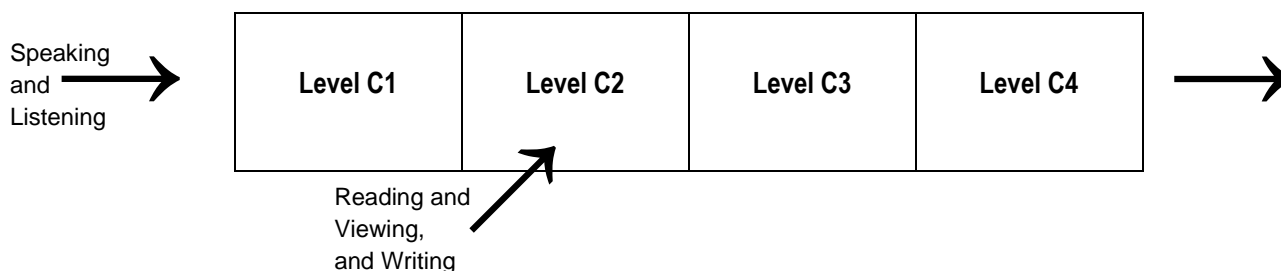 Speaking
and
Listening
Level C1
Level C2
Level C3
Level C4
Reading and
Viewing,
and Writing